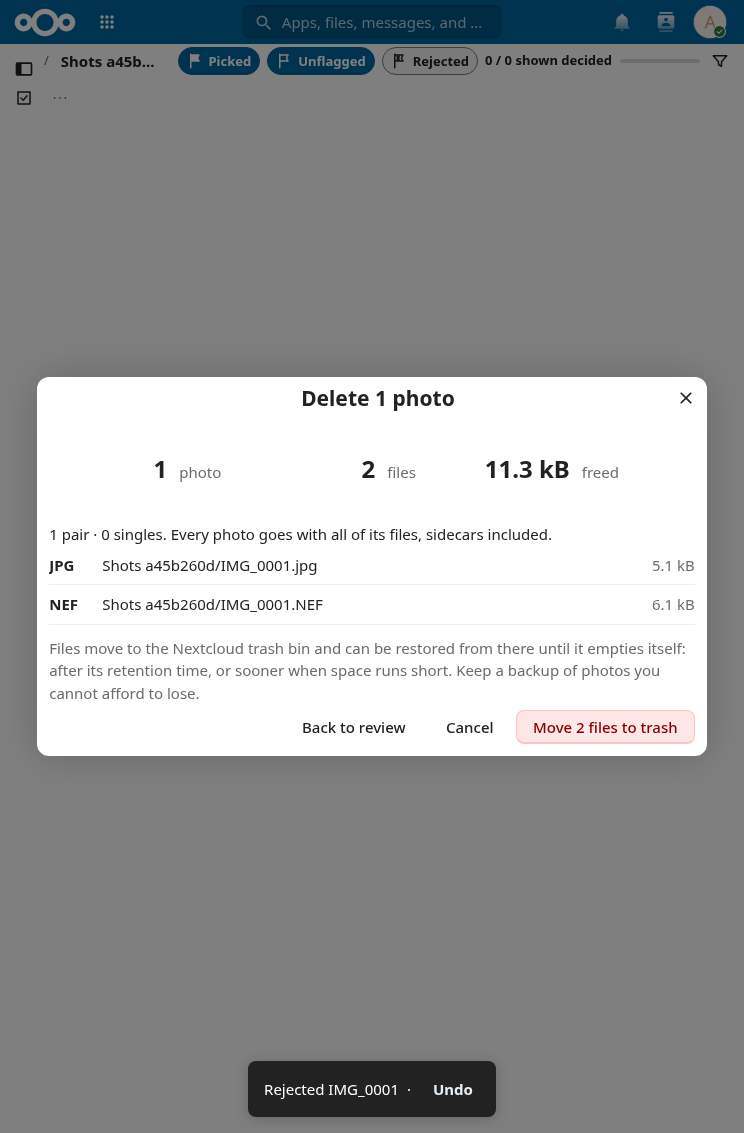 Apps, files, messages, and ...
A
/ Shots a45b... Picked Unflagged Rejected 0 / 0 shown decided
...
Delete 1 photo
1 photo 2 files 11.3 kB freed
1 pair · 0 singles. Every photo goes with all of its files, sidecars included.
JPG Shots a45b260d/IMG_0001.jpg 5.1 kB
NEF Shots a45b260d/IMG_0001.NEF 6.1 kB
Files move to the Nextcloud trash bin and can be restored from there until it empties itself:
after its retention time, or sooner when space runs short. Keep a backup of photos you
cannot afford to lose.
Back to review Cancel Move 2 files to trash
Rejected IMG_0001 · Undo